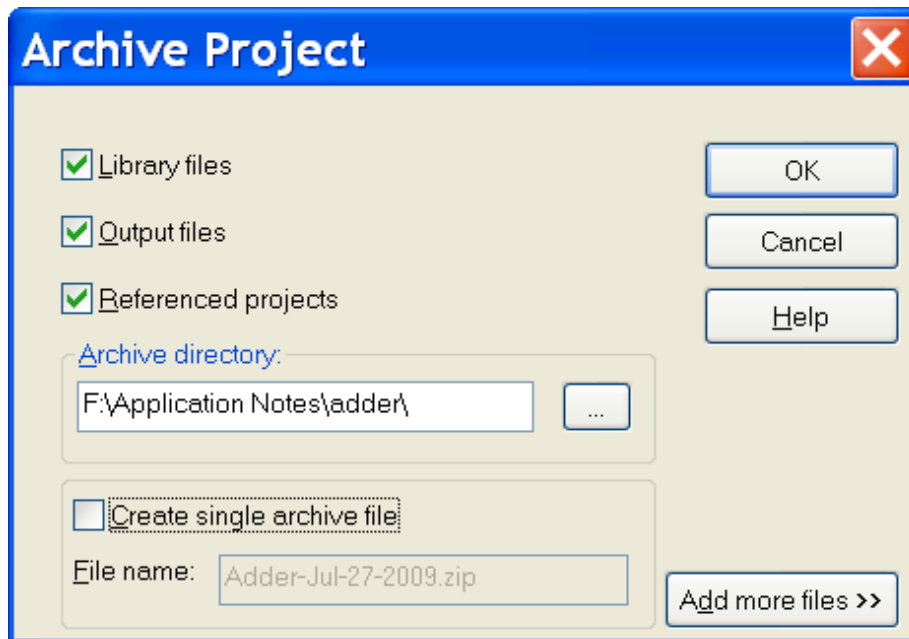 Archive Project
Library files
OK
Output files
Cancel
Referenced projects
Help
Archive directory:
F:\Application Notes\adder\
...
Create single archive file
File name:
Adder-Jul-27-2009.zip
Add more files >>